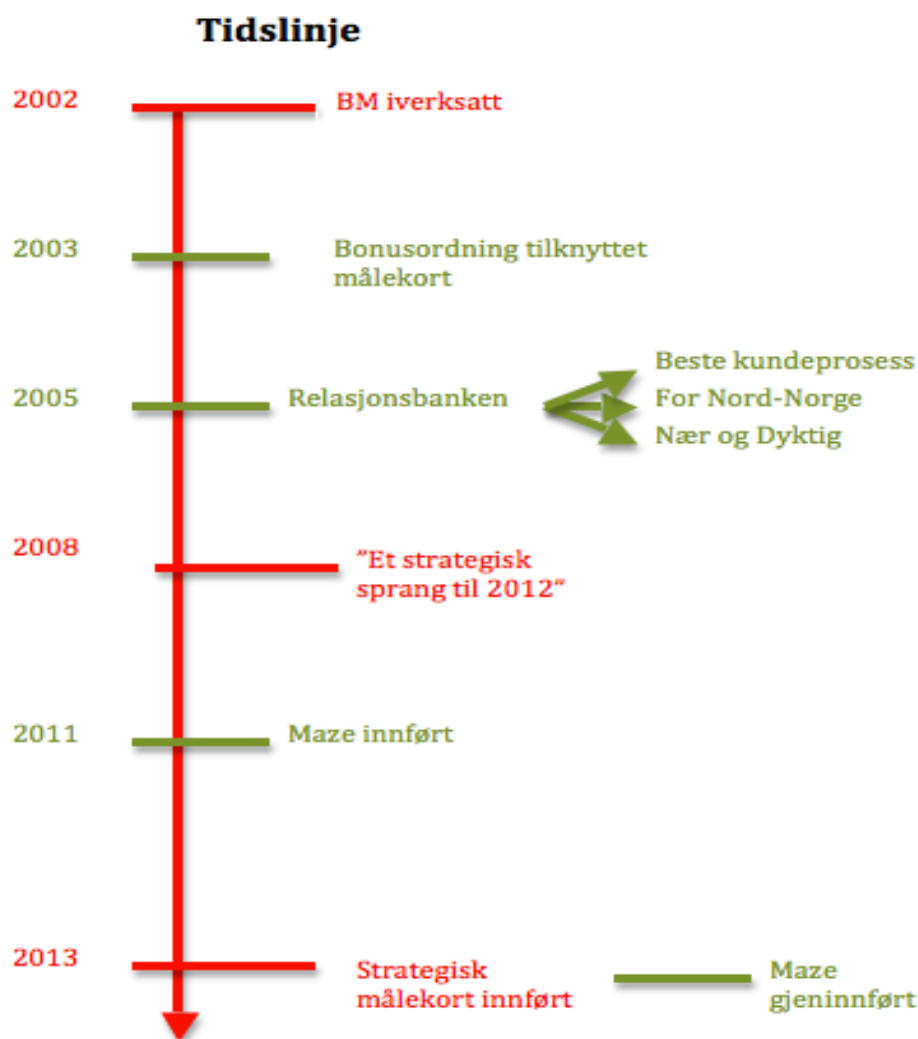 Tidslinje
2002
BM iverksatt
2003
Bonusordning tilknyttet
målekort
2005
Relasjonsbanken
Beste kundeprosess
For Nord-Norge
Nær og Dyktig
2008
”Et strategisk
sprang til 2012”
2011
Maze innført
2013
Strategisk
målekort innført
Maze
gjeninnført